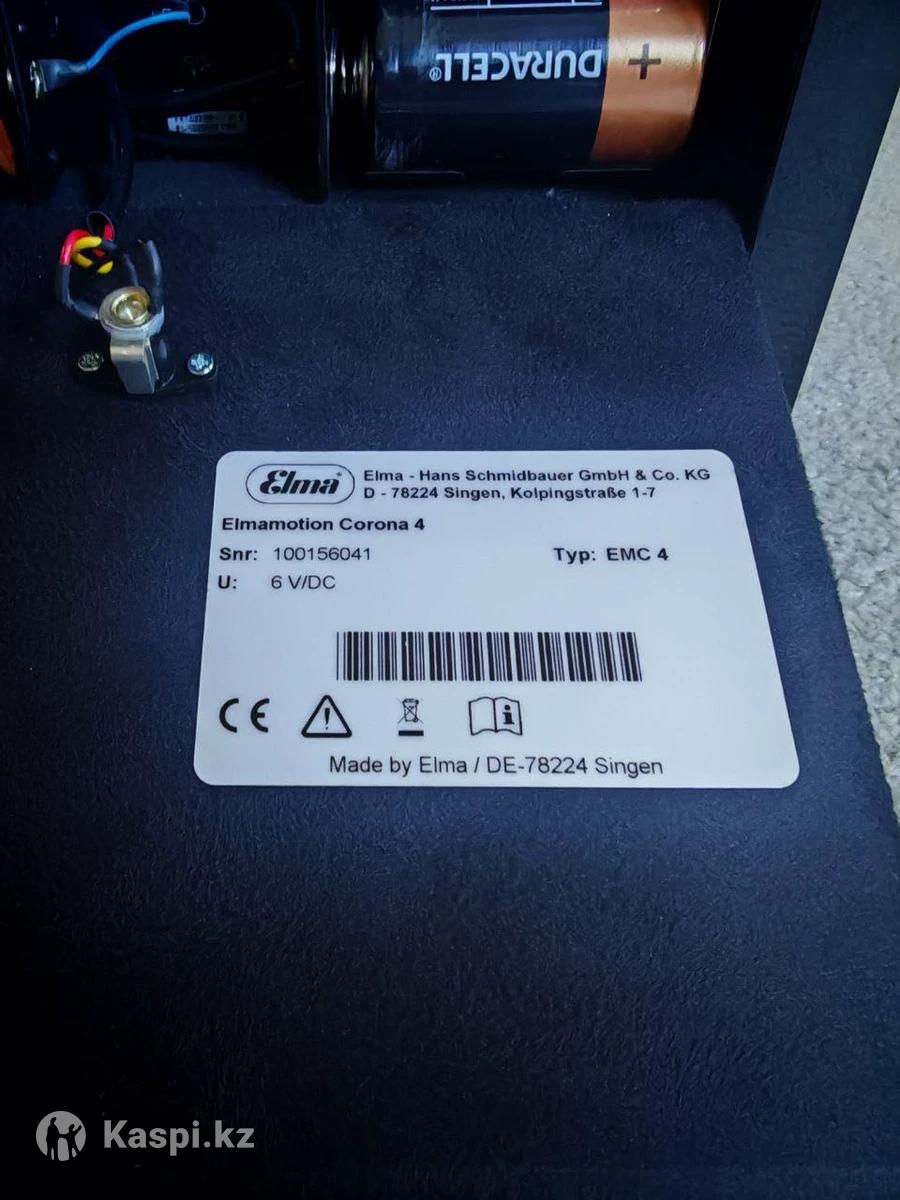 DURACELL®
+
Elma Elma - Hans Schmidbauer GmbH & Co. KG
D - 78224 Singen, Kolpingstraße 1-7
Elmamotion Corona 4
Snr: 100156041 Typ: EMC 4
U: 6 V/DC
CE
Made by Elma / DE-78224 Singen
Kaspi.kz